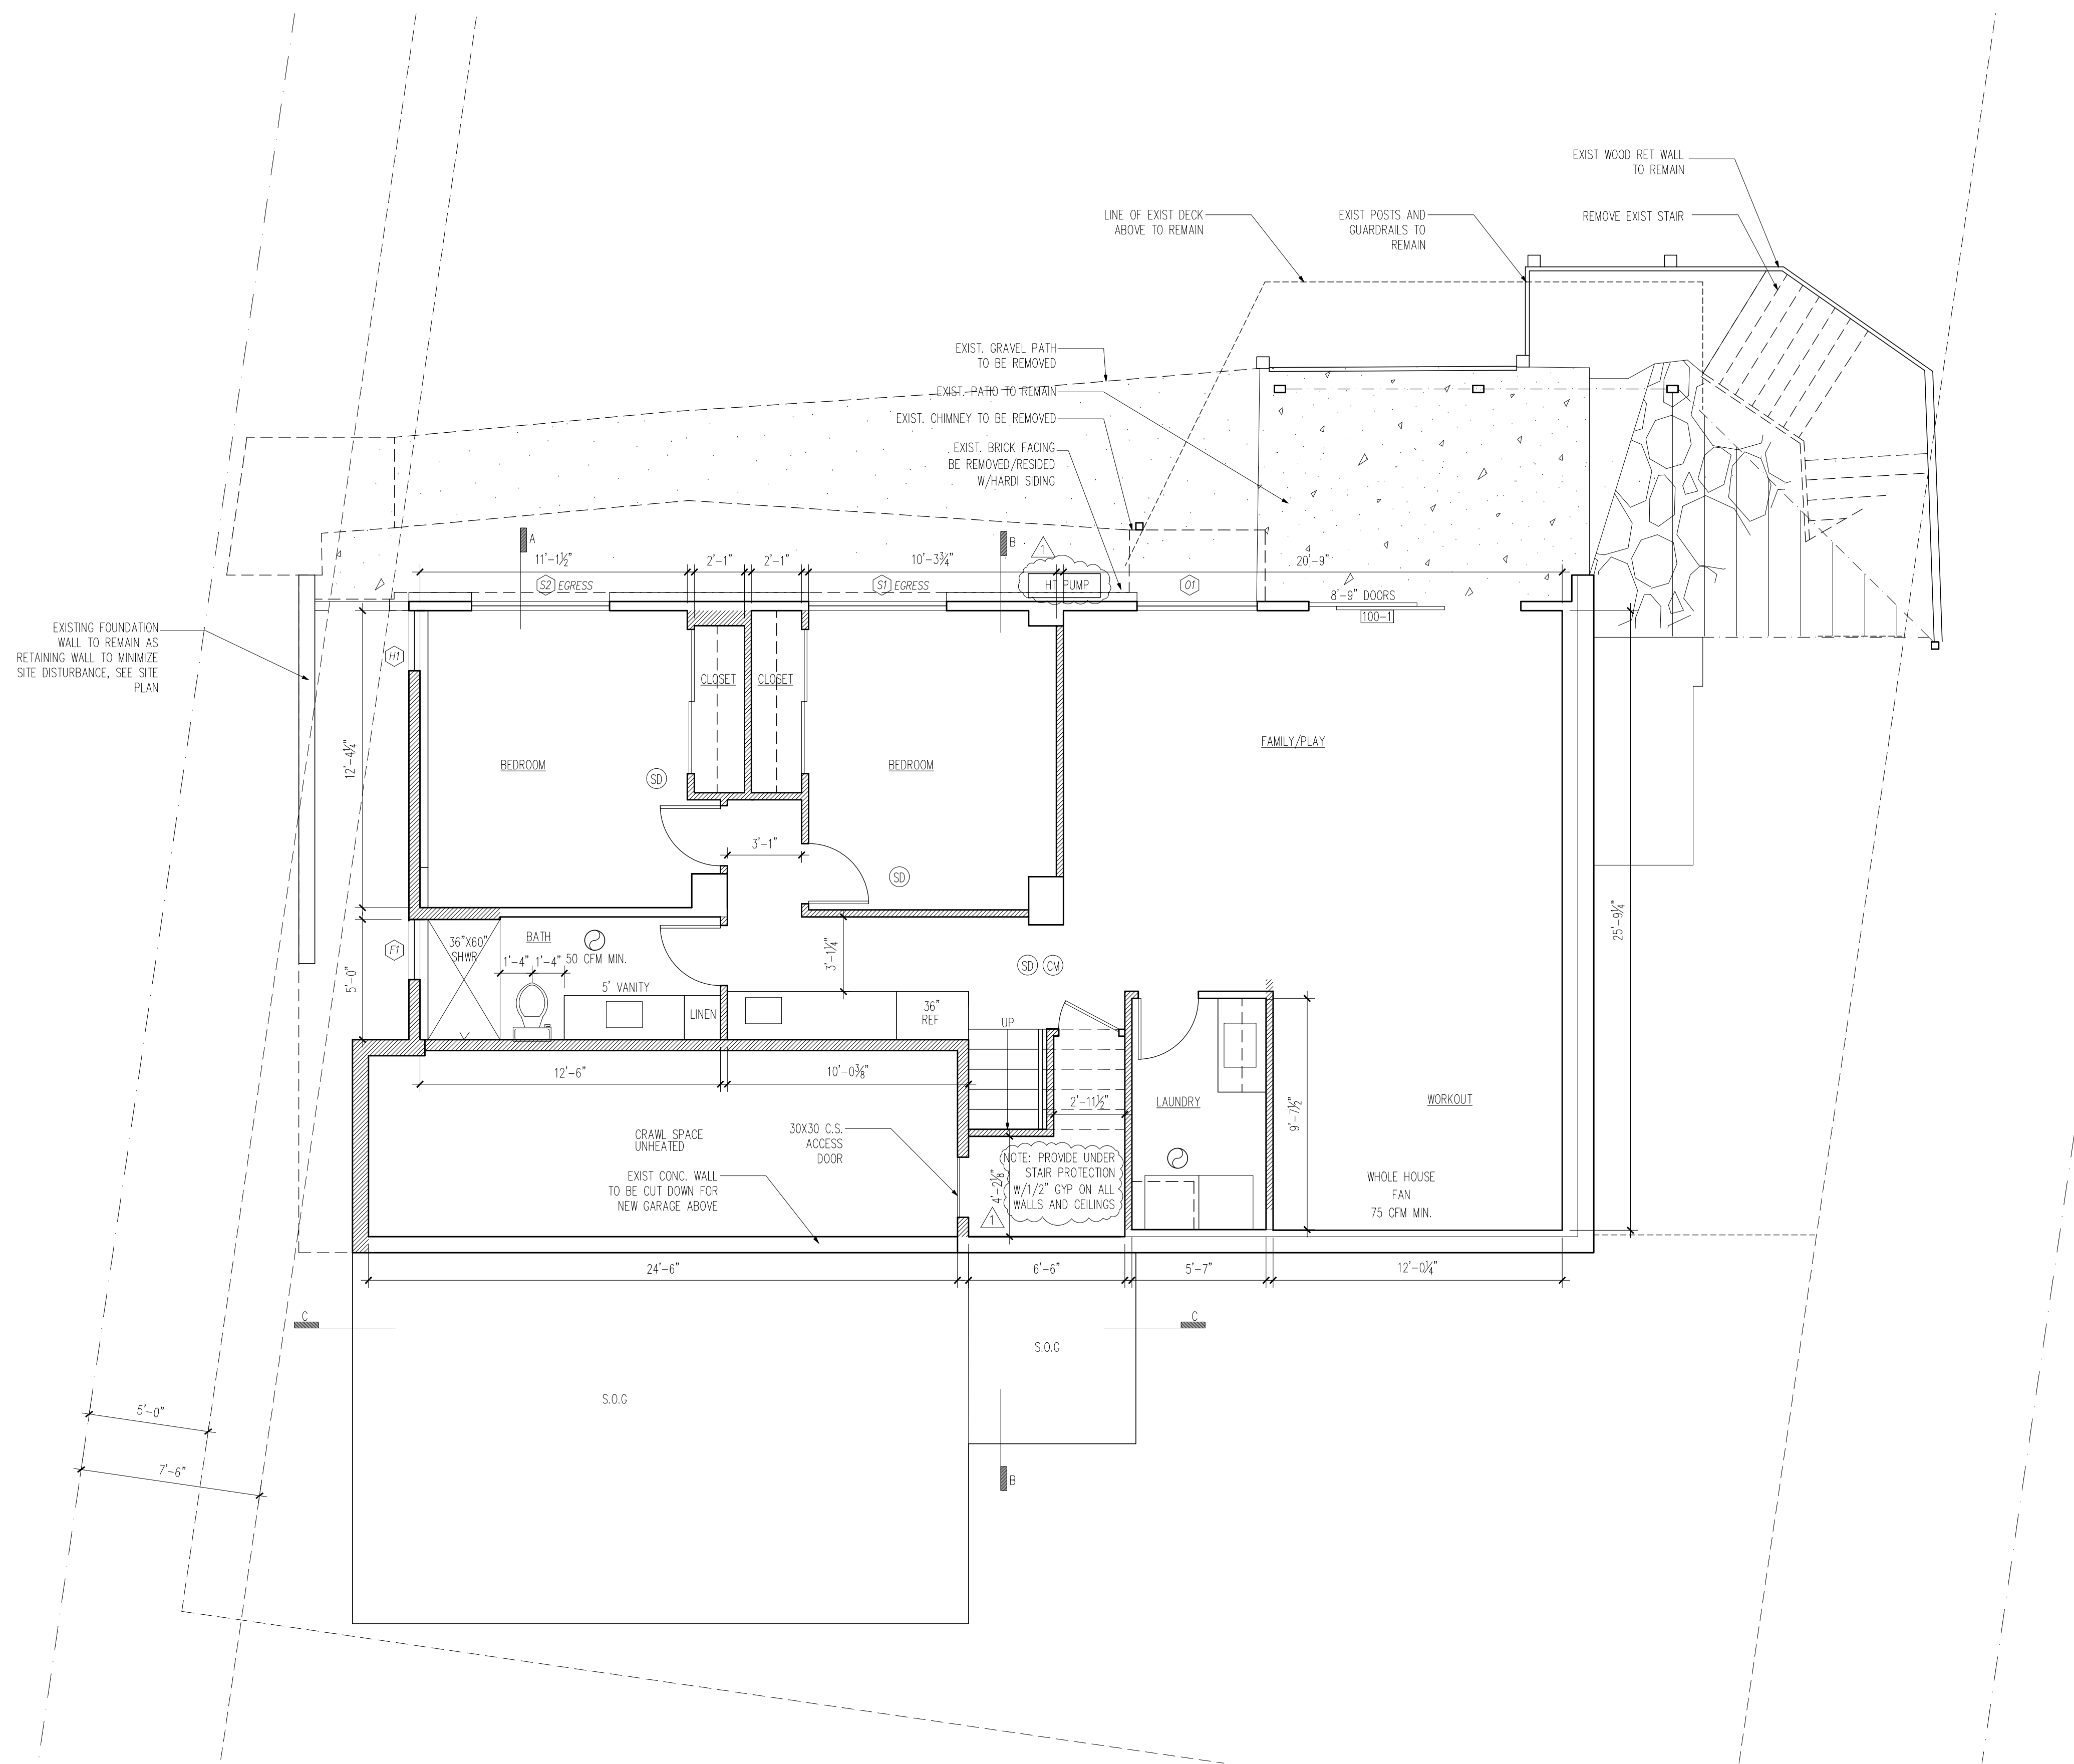 EXIST WOOD RET WALL
TO REMAIN
LINE OF EXIST DECK
ABOVE TO REMAIN
EXIST POSTS AND
GUARDRAILS TO
REMAIN
REMOVE EXIST STAIR
EXIST. GRAVEL PATH
TO BE REMOVED
EXIST. PATIO TO REMAIN
EXIST. CHIMNEY TO BE REMOVED
EXIST. BRICK FACING
BE REMOVED/RESIDED
W/HARDI SIDING
A
B
1
11'-1½"
2'-1"
2'-1"
10'-3¾"
20'-9"
S2 EGRESS
S1 EGRESS
HT PUMP
O1
8'-9" DOORS
100-1
EXISTING FOUNDATION
WALL TO REMAIN AS
RETAINING WALL TO MINIMIZE
SITE DISTURBANCE, SEE SITE
PLAN
H1
CLOSET
CLOSET
12'-4¼"
BEDROOM
SD
BEDROOM
FAMILY/PLAY
3'-1"
SD
25'-9¼"
F1
36"X60"
SHWR
BATH
1'-4"
1'-4"
50 CFM MIN.
3'-1¼"
SD
CM
5'-0"
5' VANITY
LINEN
36"
REF
UP
12'-6"
10'-0⅜"
2'-11½"
LAUNDRY
9'-7½"
WORKOUT
CRAWL SPACE
UNHEATED
30X30 C.S.
ACCESS
DOOR
EXIST CONC. WALL
TO BE CUT DOWN FOR
NEW GARAGE ABOVE
4'-2⅛"
NOTE: PROVIDE UNDER
STAIR PROTECTION
W/1/2" GYP ON ALL
WALLS AND CEILINGS
1
WHOLE HOUSE
FAN
75 CFM MIN.
24'-6"
6'-6"
5'-7"
12'-0¼"
C
C
S.O.G
S.O.G
5'-0"
7'-6"
B